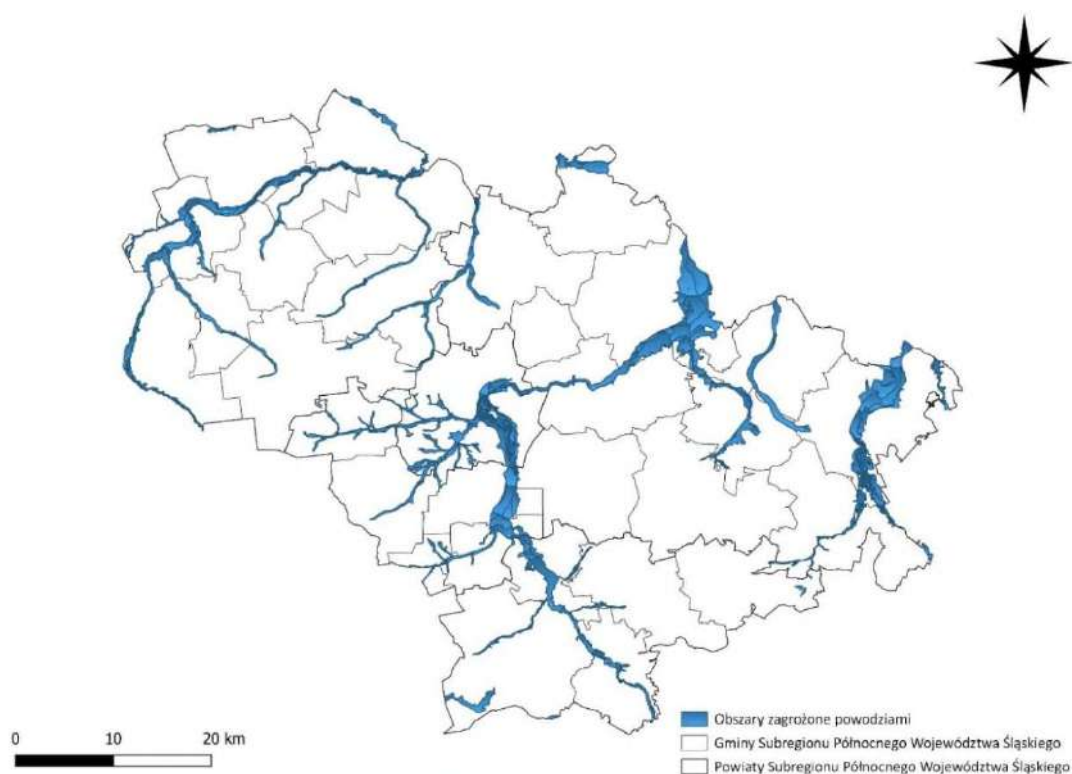 Obszary zagrożone powodziami
Gminy Subregionu Północnego Województwa Śląskiego
Powiaty Subregionu Północnego Województwa Śląskiego
0 10 20 km